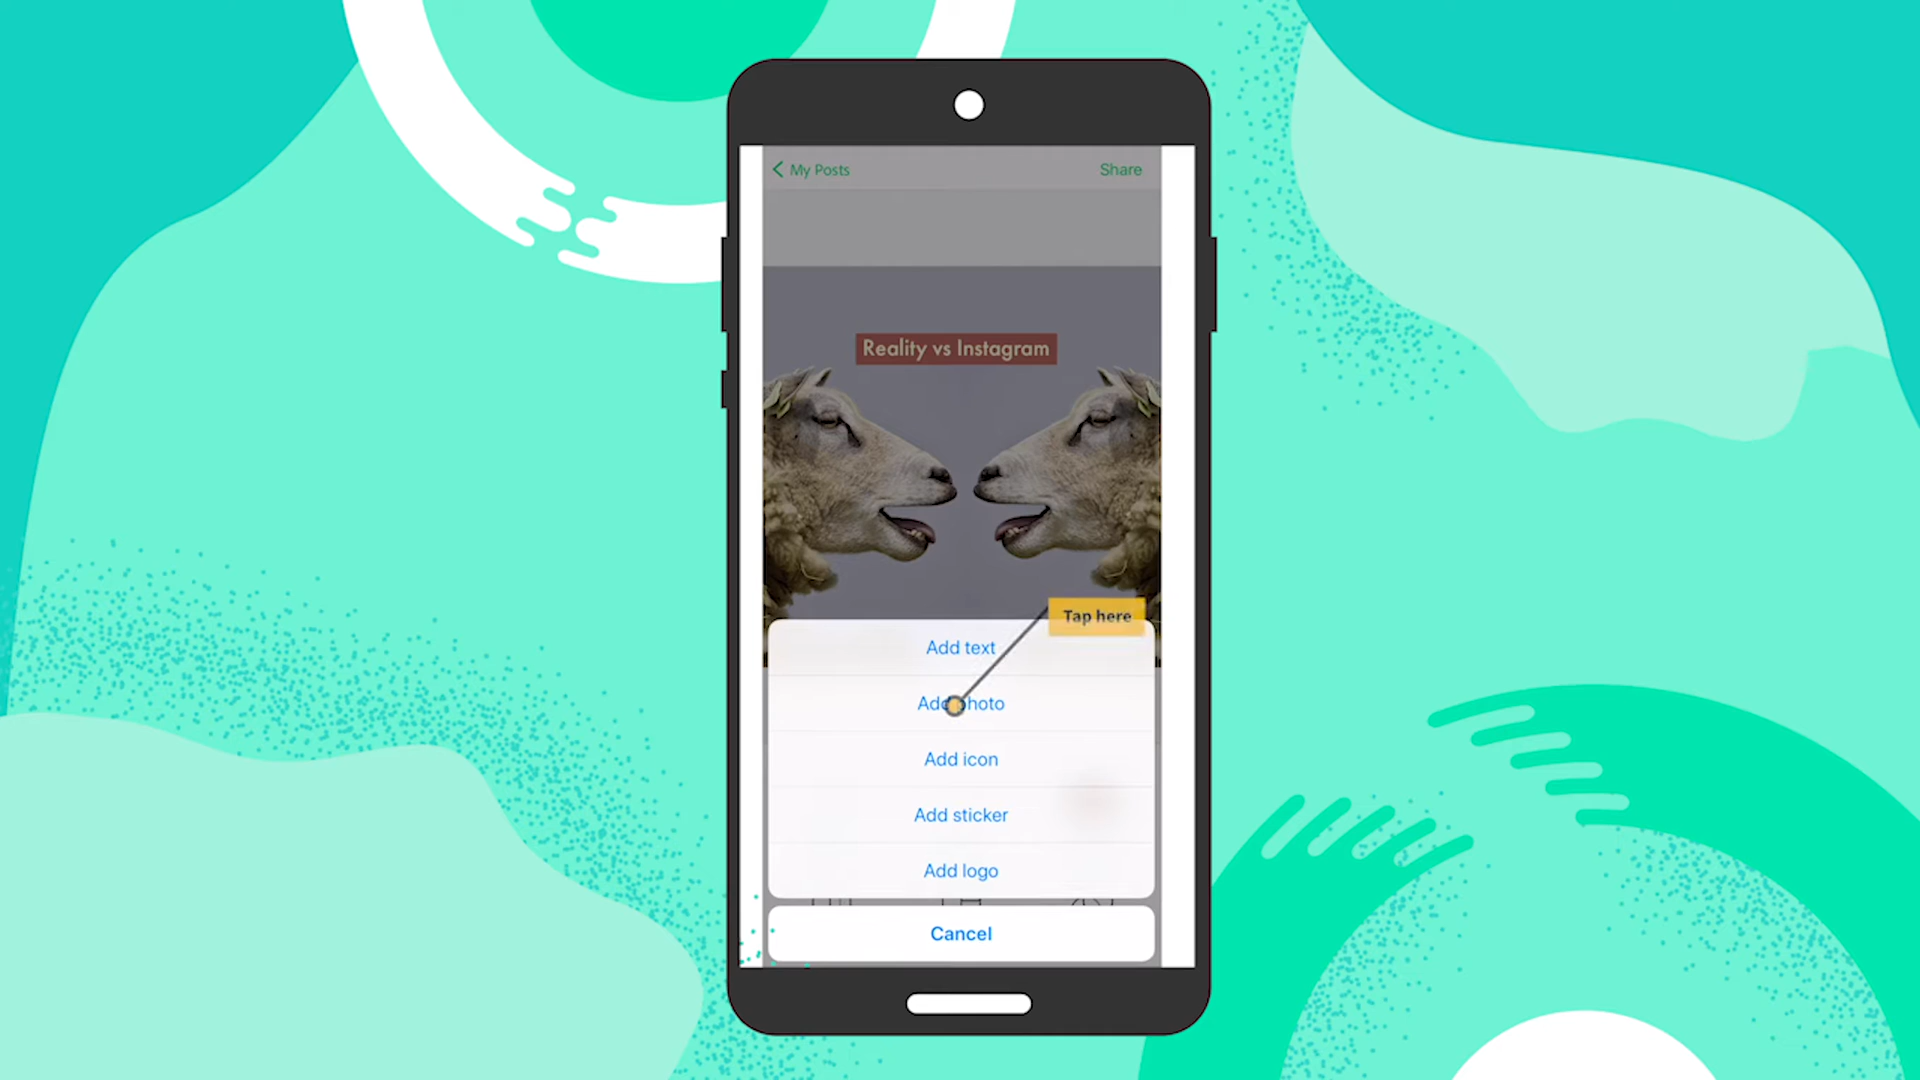 My Posts
Share
Reality vs Instagram
Tap here
Add text
Add photo
Add icon
Add sticker
Add logo
Cancel